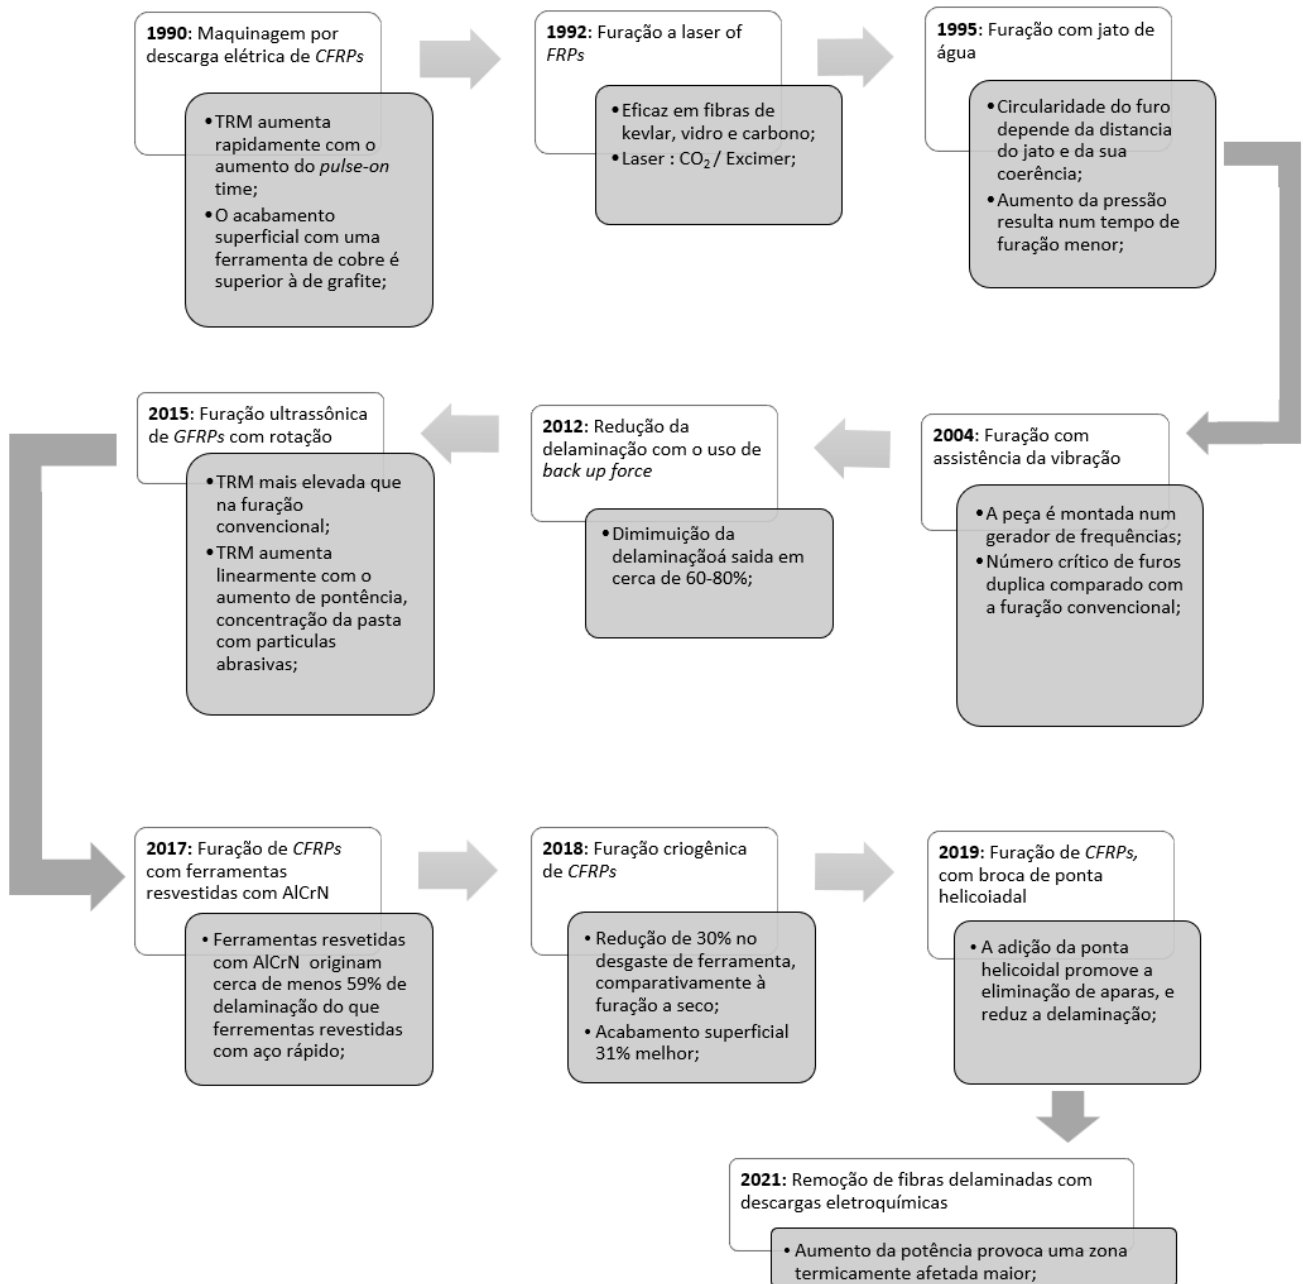 1990: Maquinagem por
descarga elétrica de CFRPs
•TRM aumenta
rapidamente com o
aumento do pulse-on
time;
•O acabamento
superficial com uma
ferramenta de cobre é
superior à de grafite;
1992: Furação a laser of
FRPs
•Eficaz em fibras de
kevlar, vidro e carbono;
•Laser : CO₂ / Excimer;
1995: Furação com jato de
água
•Circularidade do furo
depende da distancia
do jato e da sua
coerência;
•Aumento da pressão
resulta num tempo de
furação menor;
2004: Furação com
assistência da vibração
•A peça é montada num
gerador de frequências;
•Número crítico de furos
duplica comparado com
a furação convencional;
2012: Redução da
delaminação com o uso de
back up force
•Dimimuição da
delaminaçãoá saida em
cerca de 60-80%;
2015: Furação ultrassônica
de GFRPs com rotação
•TRM mais elevada que
na furação
convencional;
•TRM aumenta
linearmente com o
aumento de pontência,
concentração da pasta
com particulas
abrasivas;
2017: Furação de CFRPs
com ferramentas
resvestidas com AlCrN
• Ferramentas resvetidas
com AlCrN originam
cerca de menos 59% de
delaminação do que
ferrementas revestidas
com aço rápido;
2018: Furação criogênica
de CFRPs
• Redução de 30% no
desgaste de ferramenta,
comparativamente à
furação a seco;
• Acabamento superficial
31% melhor;
2019: Furação de CFRPs,
com broca de ponta
helicoiadal
• A adição da ponta
helicoidal promove a
eliminação de aparas, e
reduz a delaminação;
2021: Remoção de fibras delaminadas com
descargas eletroquímicas
• Aumento da potência provoca uma zona
termicamente afetada maior;